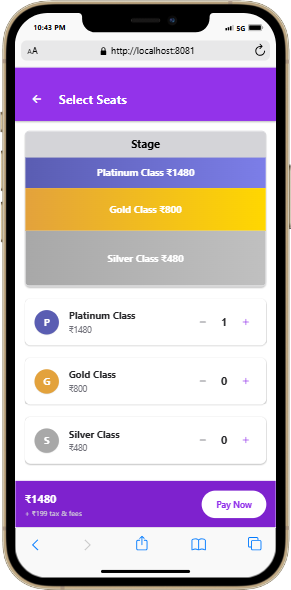 10:43 PM
5G
AA
http://localhost:8081
Select Seats
Stage
Platinum Class ₹1480
Gold Class ₹800
Silver Class ₹480
P
Platinum Class
₹1480
− 1 +
G
Gold Class
₹800
− 0 +
S
Silver Class
₹480
− 0 +
₹1480
+ ₹199 tax & fees
Pay Now